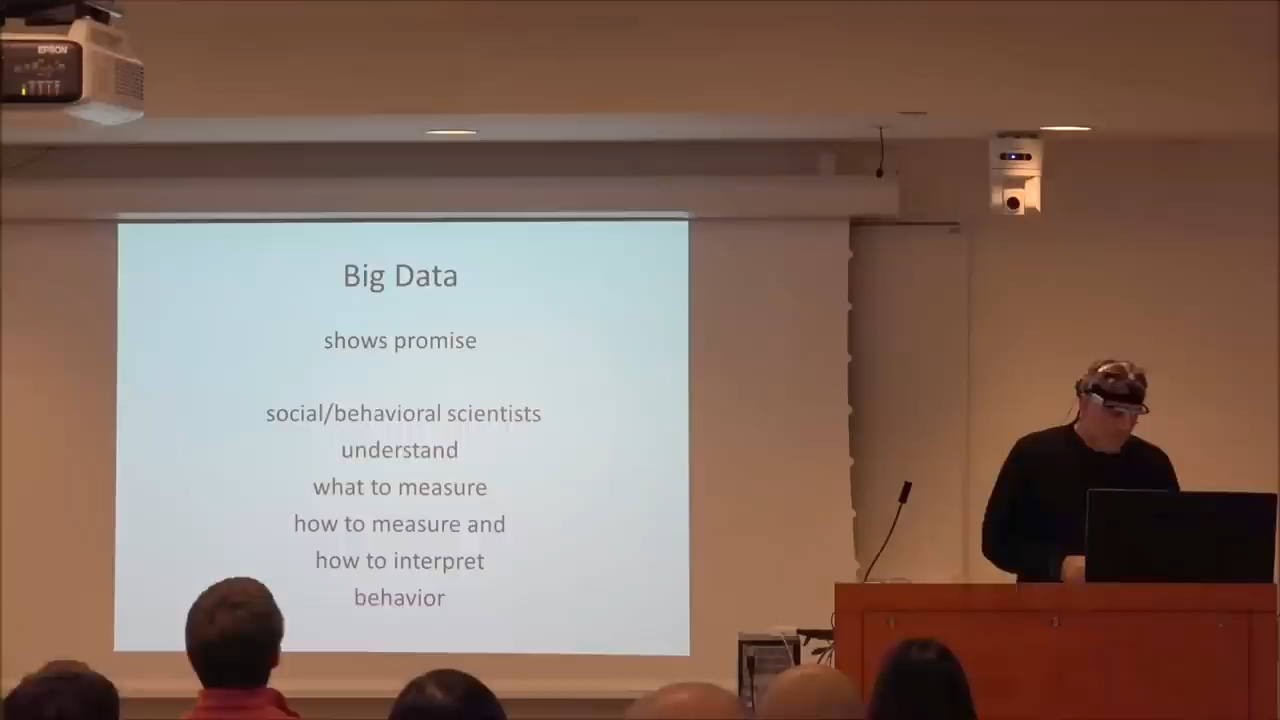 EPSON
Big Data
shows promise
social/behavioral scientists
understand
what to measure
how to measure and
how to interpret
behavior